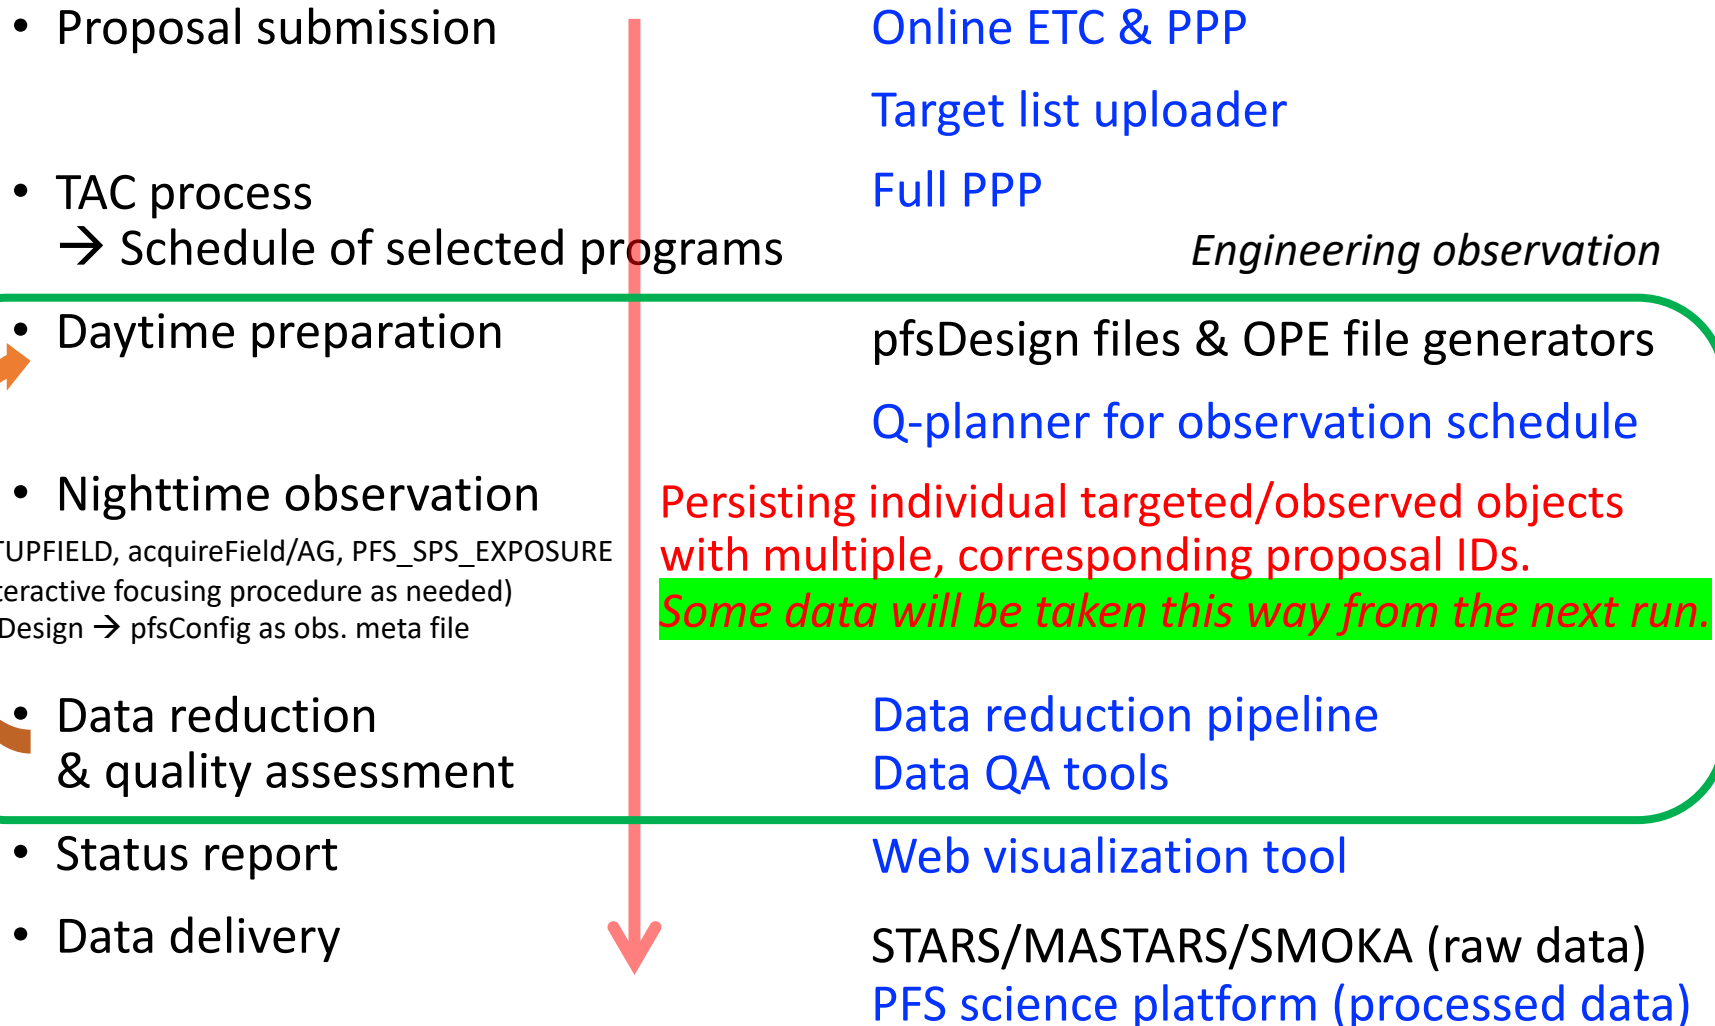 • Proposal submission
Online ETC & PPP
Target list uploader
• TAC process
Full PPP
→ Schedule of selected programs
Engineering observation
• Daytime preparation
pfsDesign files & OPE file generators
Q-planner for observation schedule
• Nighttime observation
TUPFIELD, acquireField/AG, PFS_SPS_EXPOSURE
teractive focusing procedure as needed)
Design → pfsConfig as obs. meta file
Persisting individual targeted/observed objects
with multiple, corresponding proposal IDs.
Some data will be taken this way from the next run.
• Data reduction
& quality assessment
Data reduction pipeline
Data QA tools
• Status report
Web visualization tool
• Data delivery
STARS/MASTARS/SMOKA (raw data)
PFS science platform (processed data)